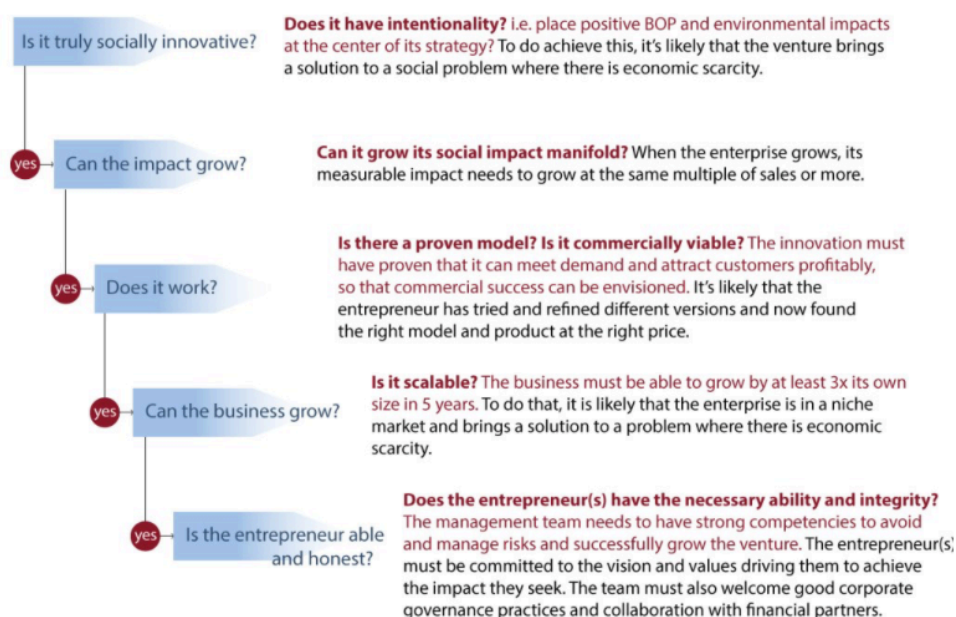 Is it truly socially innovative?
Does it have intentionality? i.e. place positive BOP and environmental impacts
at the center of its strategy? To do achieve this, it's likely that the venture brings
a solution to a social problem where there is economic scarcity.
yes
Can the impact grow?
Can it grow its social impact manifold? When the enterprise grows, its
measurable impact needs to grow at the same multiple of sales or more.
yes
Does it work?
Is there a proven model? Is it commercially viable? The innovation must
have proven that it can meet demand and attract customers profitably,
so that commercial success can be envisioned. It's likely that the
entrepreneur has tried and refined different versions and now found
the right model and product at the right price.
yes
Can the business grow?
Is it scalable? The business must be able to grow by at least 3x its own
size in 5 years. To do that, it is likely that the enterprise is in a niche
market and brings a solution to a problem where there is economic
scarcity.
yes
Is the entrepreneur able
and honest?
Does the entrepreneur(s) have the necessary ability and integrity?
The management team needs to have strong competencies to avoid
and manage risks and successfully grow the venture. The entrepreneur(s)
must be committed to the vision and values driving them to achieve
the impact they seek. The team must also welcome good corporate
governance practices and collaboration with financial partners.